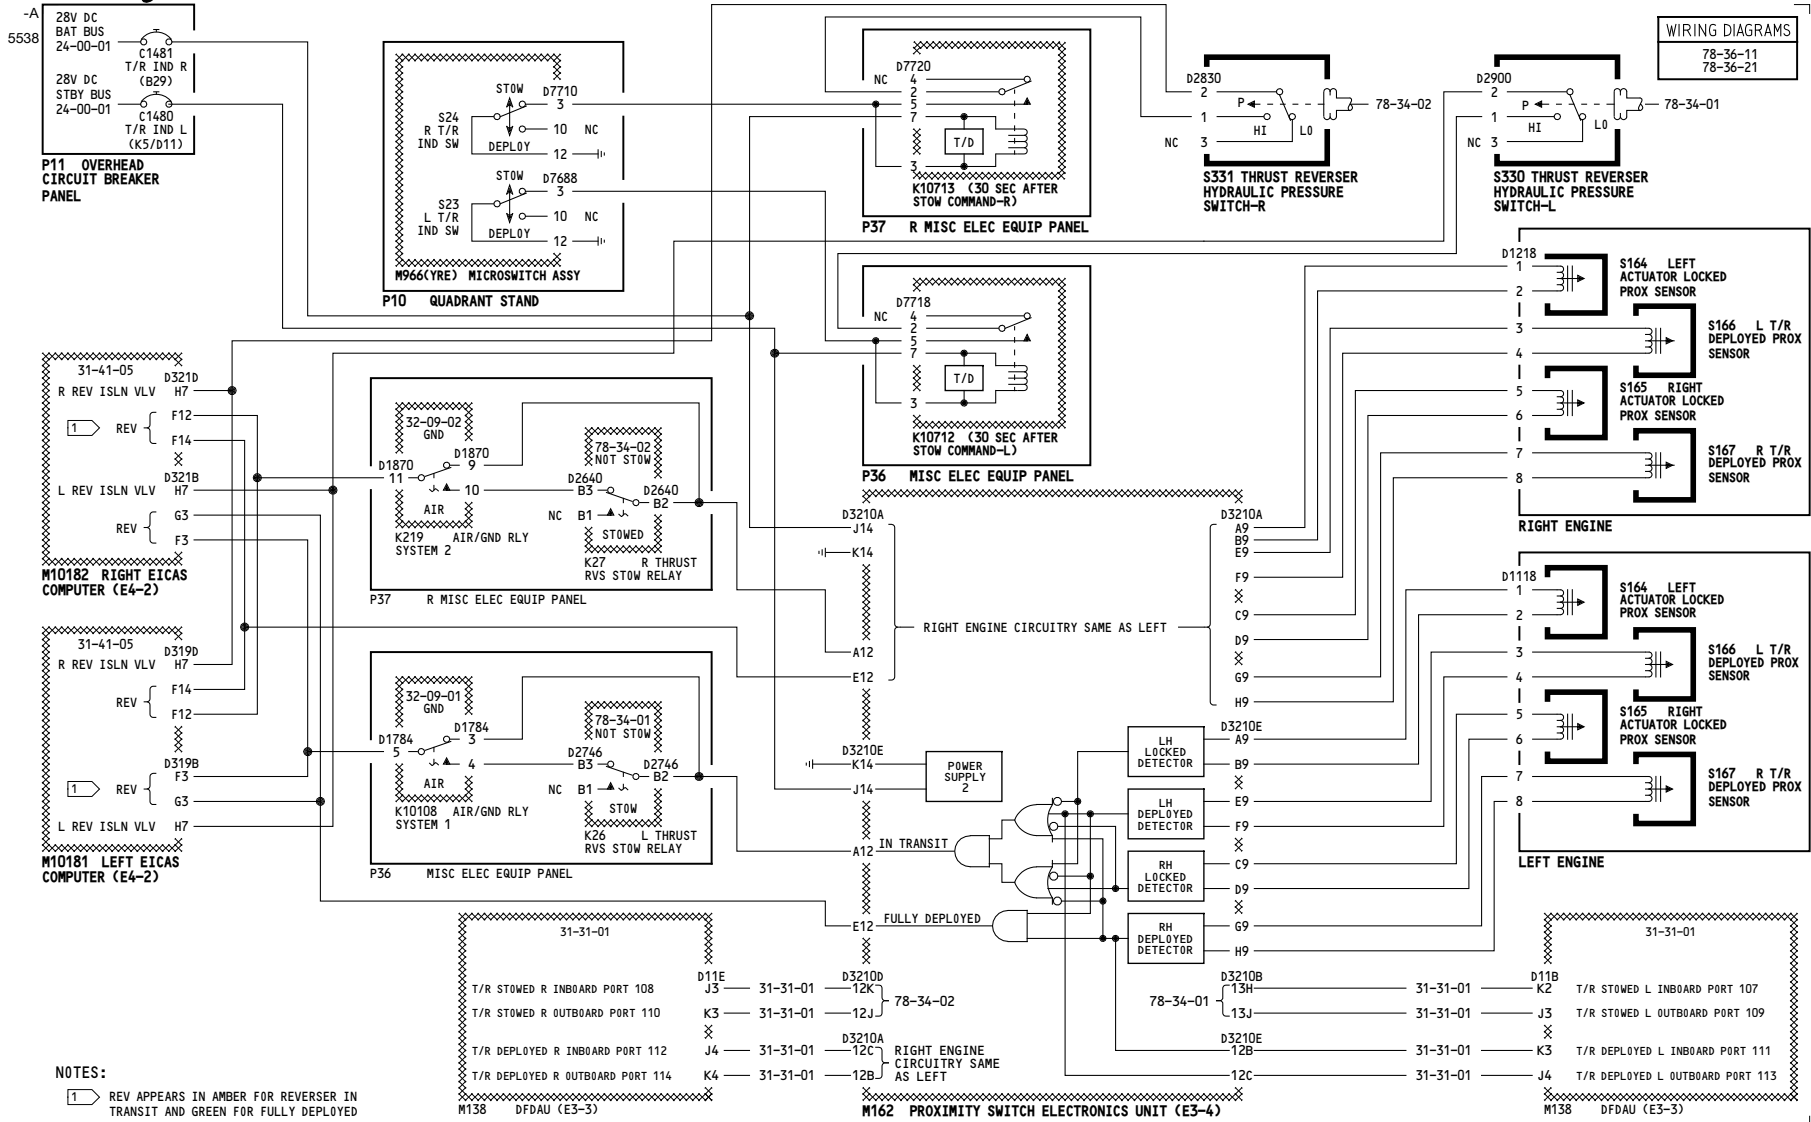 -A
5538
28V DC
BAT BUS
24-00-01
C1481
T/R IND R
(B29)
28V DC
STBY BUS
24-00-01
C1480
T/R IND L
(K5/D11)
P11 OVERHEAD
CIRCUIT BREAKER
PANEL
STOW
D7710
S24
R T/R
IND SW
3
10 NC
DEPLOY
12
STOW
D7688
S23
L T/R
IND SW
3
10 NC
DEPLOY
12
M966(YRE) MICROSWITCH ASSY
P10 QUADRANT STAND
D7720
NC 4
2
5
7
T/D
3
K10713 (30 SEC AFTER
STOW COMMAND-R)
P37 R MISC ELEC EQUIP PANEL
D7718
NC 4
2
5
7
T/D
3
K10712 (30 SEC AFTER
STOW COMMAND-L)
P36 MISC ELEC EQUIP PANEL
D2830
2
P
1
HI
LO
NC 3
78-34-02
S331 THRUST REVERSER
HYDRAULIC PRESSURE
SWITCH-R
D2900
2
P
1
HI
LO
NC 3
78-34-01
S330 THRUST REVERSER
HYDRAULIC PRESSURE
SWITCH-L
WIRING DIAGRAMS
78-36-11
78-36-21
D1218
1
2
3
4
5
6
7
8
S164 LEFT
ACTUATOR LOCKED
PROX SENSOR
S166 L T/R
DEPLOYED PROX
SENSOR
S165 RIGHT
ACTUATOR LOCKED
PROX SENSOR
S167 R T/R
DEPLOYED PROX
SENSOR
RIGHT ENGINE
31-41-05
D321D
R REV ISLN VLV H7
F12
1
REV
F14
D321B
L REV ISLN VLV H7
G3
REV
F3
M10182 RIGHT EICAS
COMPUTER (E4-2)
32-09-02
GND
D1870
11
D1870
9
10
AIR
K219 AIR/GND RLY
SYSTEM 2
78-34-02
NOT STOW
D2640
B3
D2640
B2
NC B1
STOWED
K27 R THRUST
RVS STOW RELAY
P37 R MISC ELEC EQUIP PANEL
31-41-05
D319D
R REV ISLN VLV H7
F14
REV
F12
D319B
F3
1
REV
G3
L REV ISLN VLV H7
M10181 LEFT EICAS
COMPUTER (E4-2)
32-09-01
GND
D1784
5
D1784
3
4
AIR
K10108 AIR/GND RLY
SYSTEM 1
78-34-01
NOT STOW
D2746
B3
D2746
B2
NC B1
STOW
K26 L THRUST
RVS STOW RELAY
P36 MISC ELEC EQUIP PANEL
D3210A
J14
K14
A12
E12
RIGHT ENGINE CIRCUITRY SAME AS LEFT
D3210A
A9
B9
E9
F9
C9
D9
G9
H9
D3210E
K14
J14
POWER
SUPPLY
2
A12 IN TRANSIT
E12 FULLY DEPLOYED
LH
LOCKED
DETECTOR
LH
DEPLOYED
DETECTOR
RH
LOCKED
DETECTOR
RH
DEPLOYED
DETECTOR
D3210E
A9
B9
E9
F9
C9
D9
G9
H9
D1118
1
2
3
4
5
6
7
8
S164 LEFT
ACTUATOR LOCKED
PROX SENSOR
S166 L T/R
DEPLOYED PROX
SENSOR
S165 RIGHT
ACTUATOR LOCKED
PROX SENSOR
S167 R T/R
DEPLOYED PROX
SENSOR
LEFT ENGINE
31-31-01
D11E
T/R STOWED R INBOARD PORT 108 J3 31-31-01
T/R STOWED R OUTBOARD PORT 110 K3 31-31-01
T/R DEPLOYED R INBOARD PORT 112 J4 31-31-01
T/R DEPLOYED R OUTBOARD PORT 114 K4 31-31-01
M138 DFDAU (E3-3)
D3210D
12K
12J
78-34-02
D3210A
12C
12B
RIGHT ENGINE
CIRCUITRY SAME
AS LEFT
M162 PROXIMITY SWITCH ELECTRONICS UNIT (E3-4)
D3210B
78-34-01
13H 31-31-01
13J 31-31-01
D3210E
12B 31-31-01
12C 31-31-01
31-31-01
D11B
K2 T/R STOWED L INBOARD PORT 107
J3 T/R STOWED L OUTBOARD PORT 109
K3 T/R DEPLOYED L INBOARD PORT 111
J4 T/R DEPLOYED L OUTBOARD PORT 113
M138 DFDAU (E3-3)
NOTES:
1 REV APPEARS IN AMBER FOR REVERSER IN
TRANSIT AND GREEN FOR FULLY DEPLOYED